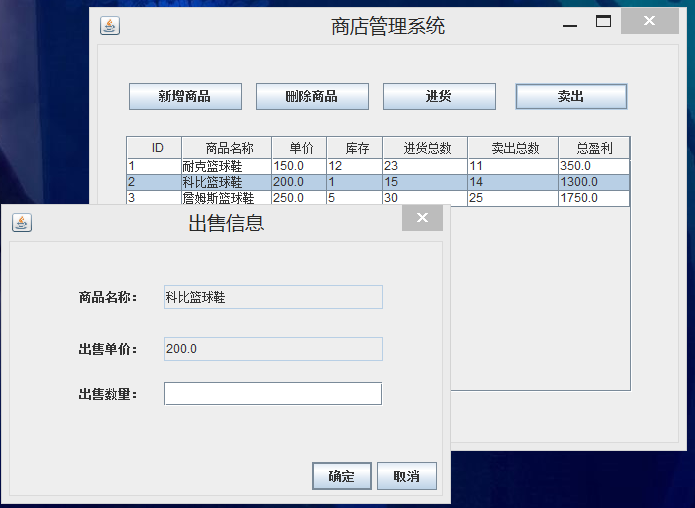 商店管理系统
新增商品 删除商品 进货 卖出
ID 商品名称 单价 库存 进货总数 卖出总数 总盈利
1 耐克篮球鞋 150.0 12 23 11 350.0
2 科比篮球鞋 200.0 1 15 14 1300.0
3 詹姆斯篮球鞋 250.0 5 30 25 1750.0
出售信息
商品名称： 科比篮球鞋
出售单价： 200.0
出售数量：
确定 取消